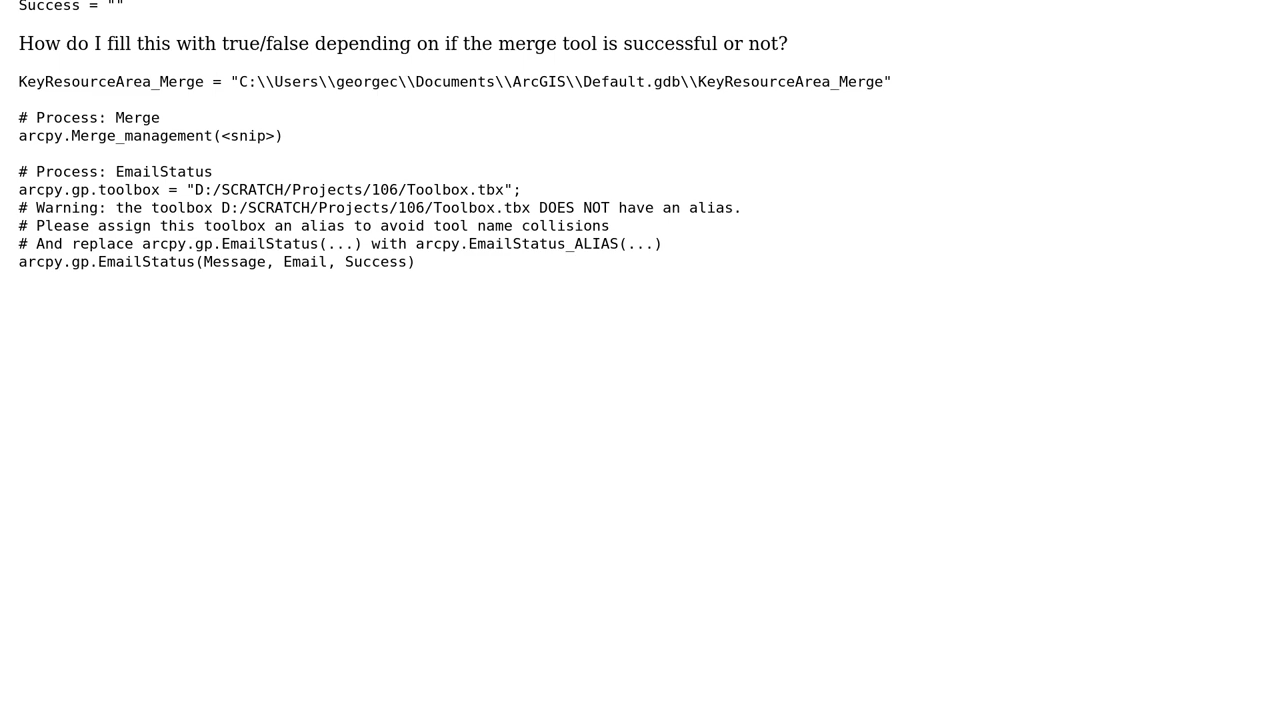 Success = ""
How do I fill this with true/false depending on if the merge tool is successful or not?
KeyResourceArea_Merge = "C:\\Users\\georgec\\Documents\\ArcGIS\\Default.gdb\\KeyResourceArea_Merge"
# Process: Merge
arcpy.Merge_management(<snip>)
# Process: EmailStatus
arcpy.gp.toolbox = "D:/SCRATCH/Projects/106/Toolbox.tbx";
# Warning: the toolbox D:/SCRATCH/Projects/106/Toolbox.tbx DOES NOT have an alias.
# Please assign this toolbox an alias to avoid tool name collisions
# And replace arcpy.gp.EmailStatus(...) with arcpy.EmailStatus_ALIAS(...)
arcpy.gp.EmailStatus(Message, Email, Success)